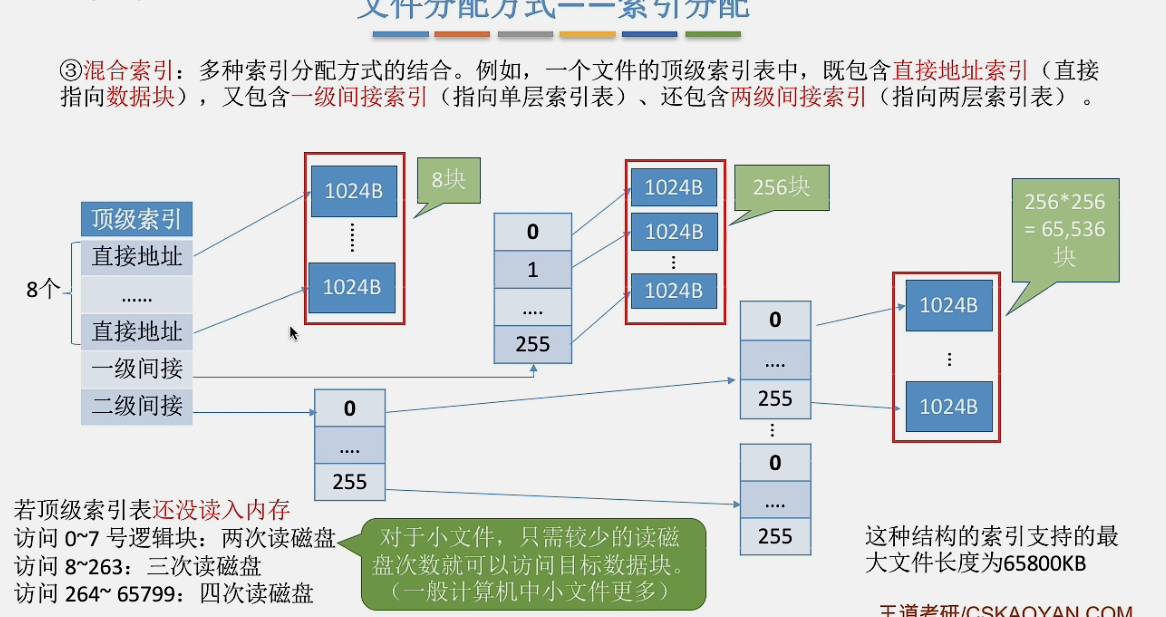 文件分配方式——索引分配
③混合索引：多种索引分配方式的结合。例如，一个文件的顶级索引表中，既包含直接地址索引（直接
指向数据块），又包含一级间接索引（指向单层索引表）、还包含两级间接索引（指向两层索引表）。
顶级索引
直接地址
……
直接地址
一级间接
二级间接
8个
1024B
1024B
8块
0
1
....
255
1024B
1024B
1024B
256块
0
....
255
0
....
255
0
....
255
1024B
1024B
256*256
= 65,536
块
若顶级索引表还没读入内存
访问 0~7 号逻辑块：两次读磁盘
访问 8~263：三次读磁盘
访问 264~ 65799：四次读磁盘
对于小文件，只需较少的读磁
盘次数就可以访问目标数据块。
（一般计算机中小文件更多）
这种结构的索引支持的最
大文件长度为65800KB
王道考研/CSKAOYAN.COM